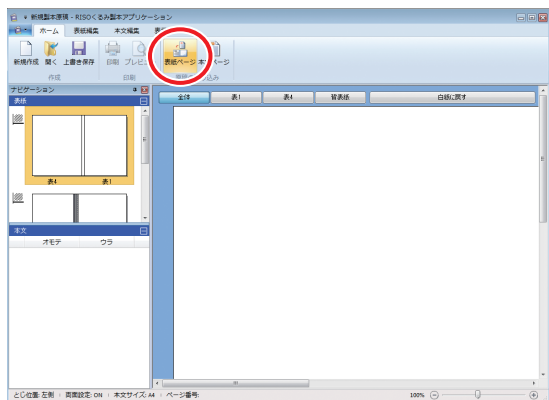 新規製本原稿 - RISOくるみ製本アプリケーション
ホーム 表紙編集 本文編集
新規作成 開く 上書き保存 印刷 プレビュ 表紙ページ 本文ページ
作成 印刷
ナビゲーション
表紙
全体 表1 表4 背表紙 白紙に戻す
表4 表1
本文
オモテ ウラ
とじ位置: 左側 見開設定: ON 本文サイズ: A4 ページ番号: 100%